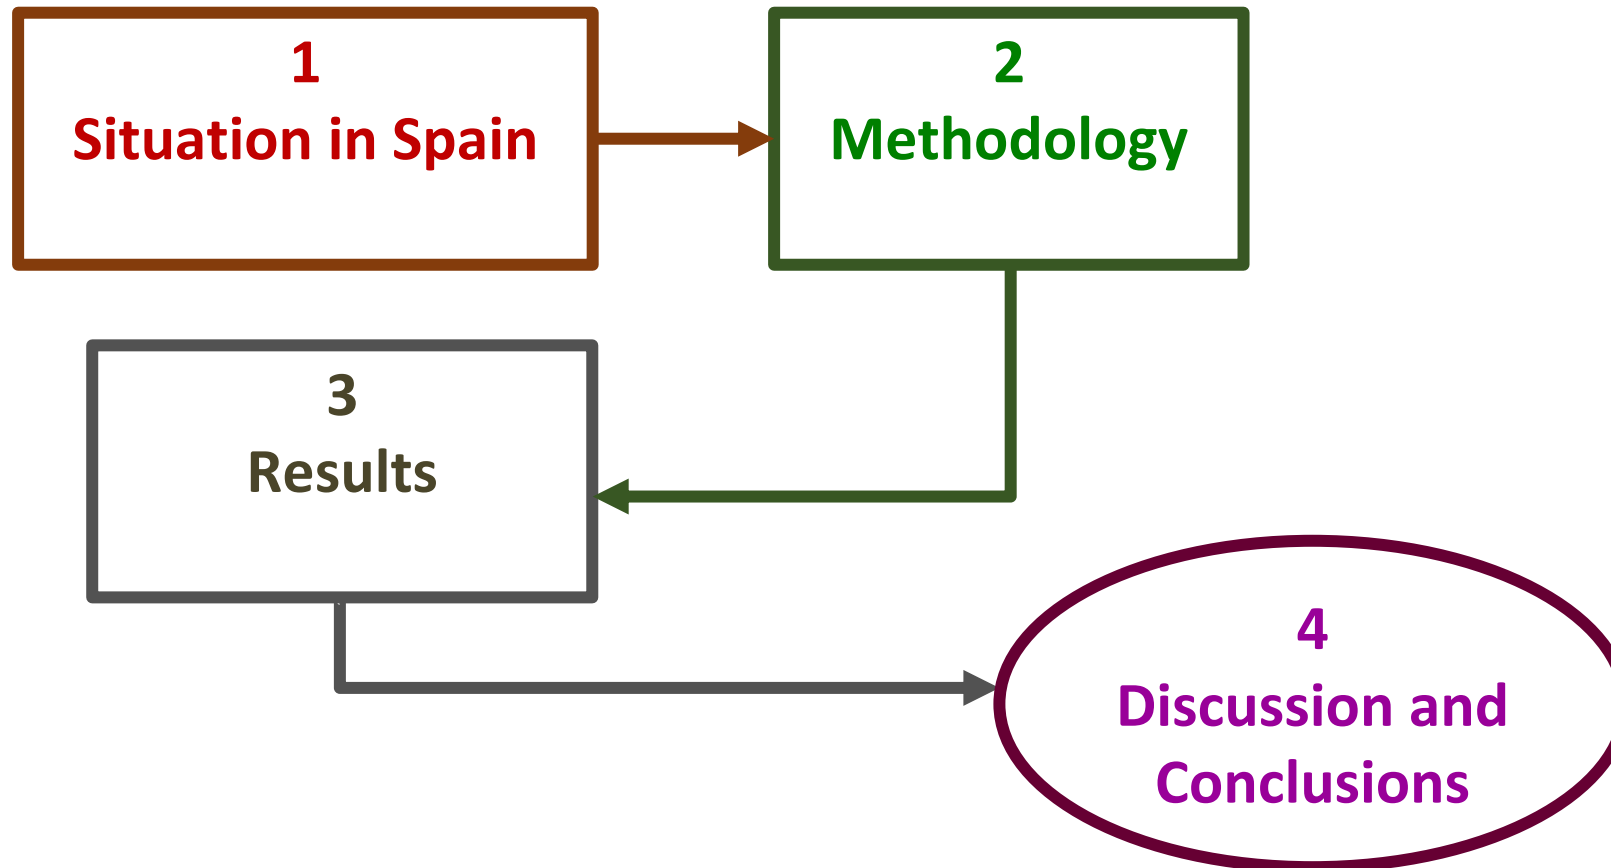 1
Situation in Spain
2
Methodology
3
Results
4
Discussion and
Conclusions